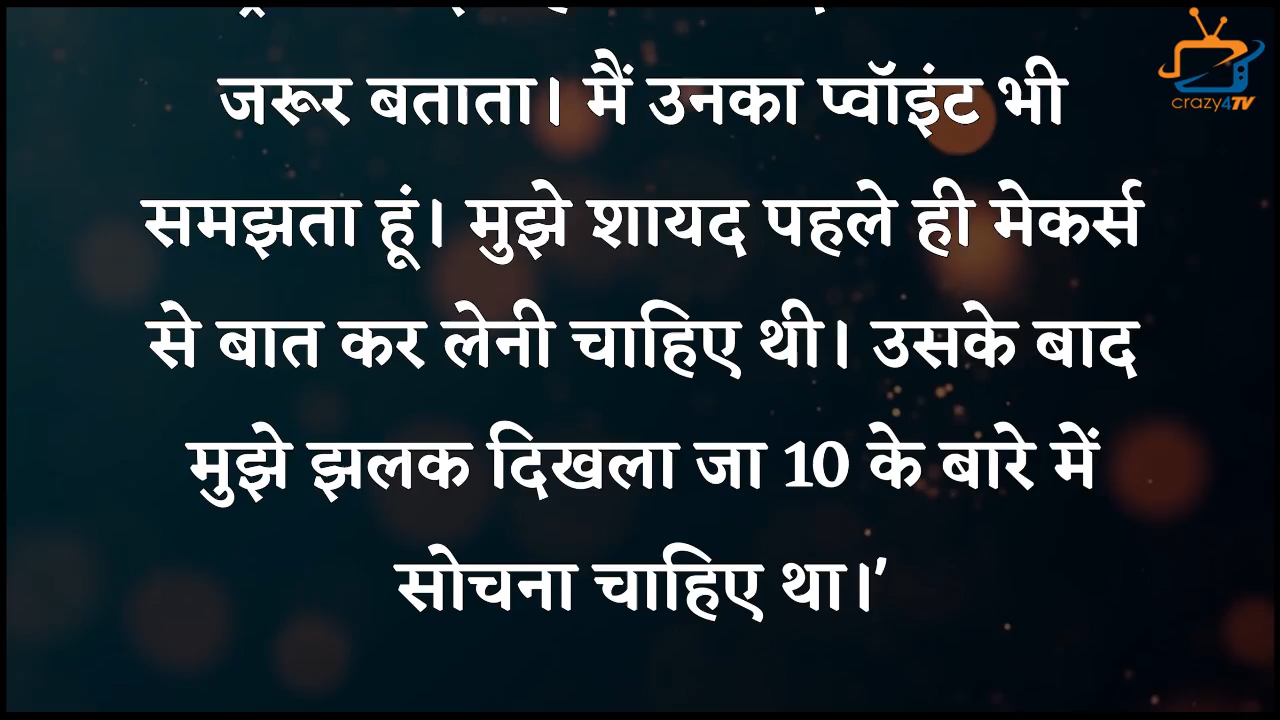 crazy4TV
जरूर बताता। मैं उनका प्वॉइंट भी
समझता हूं। मुझे शायद पहले ही मेकर्स
से बात कर लेनी चाहिए थी। उसके बाद
मुझे झलक दिखला जा 10 के बारे में
सोचना चाहिए था।’